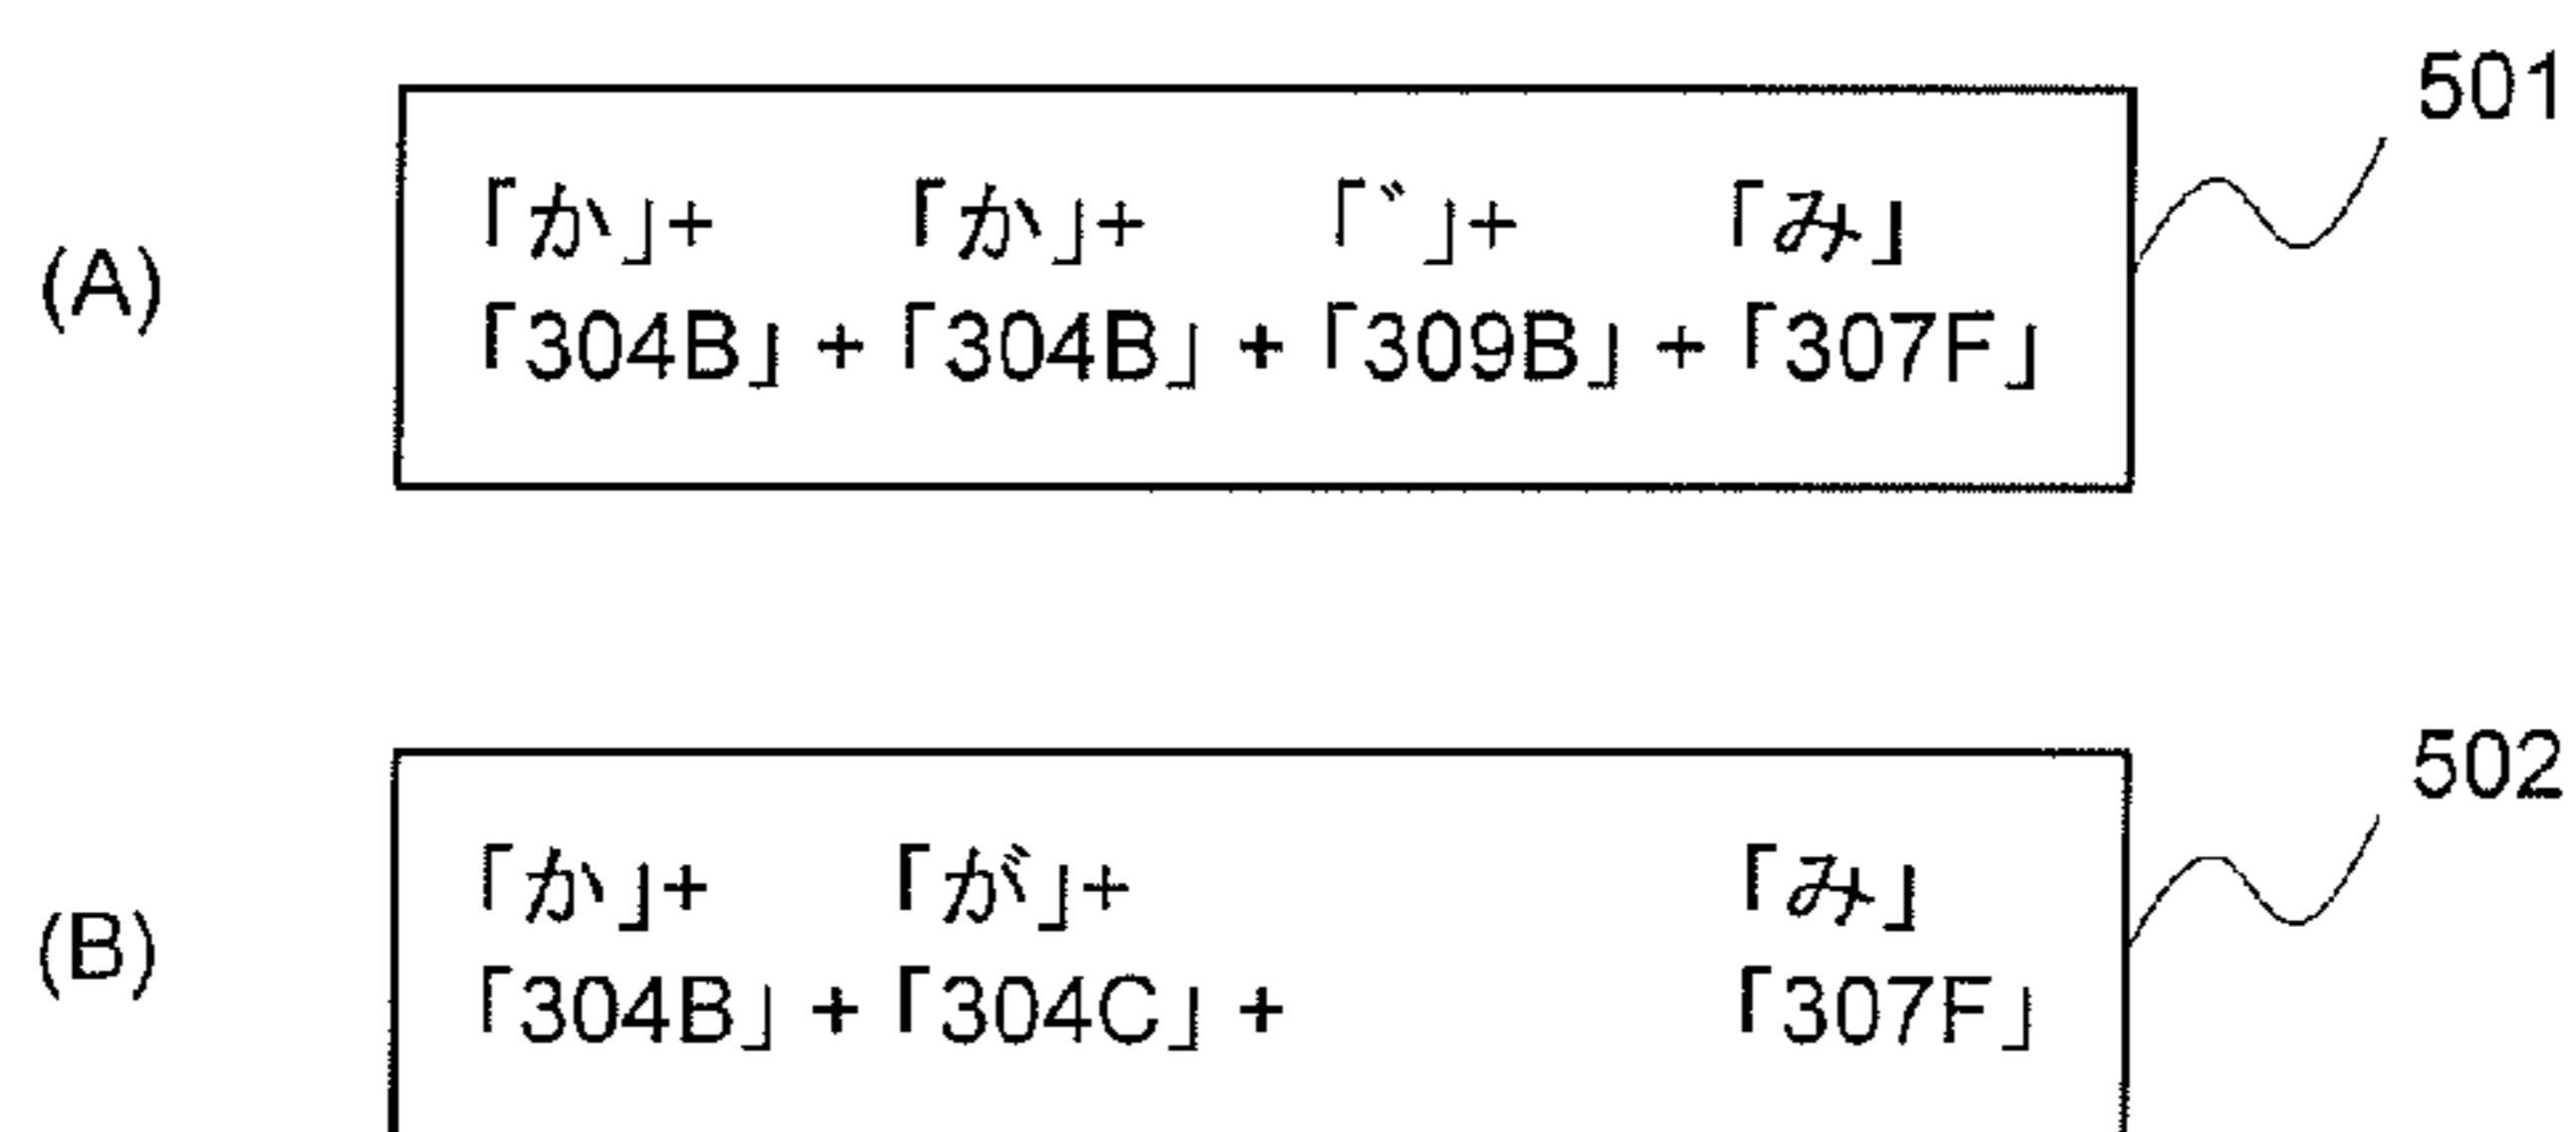 501
(A)
「か」+ 「か」+ 「゛」+ 「み」
「304B」 + 「304B」 + 「309B」 + 「307F」
502
(B)
「か」+ 「が」+ 「み」
「304B」 + 「304C」 + 「307F」